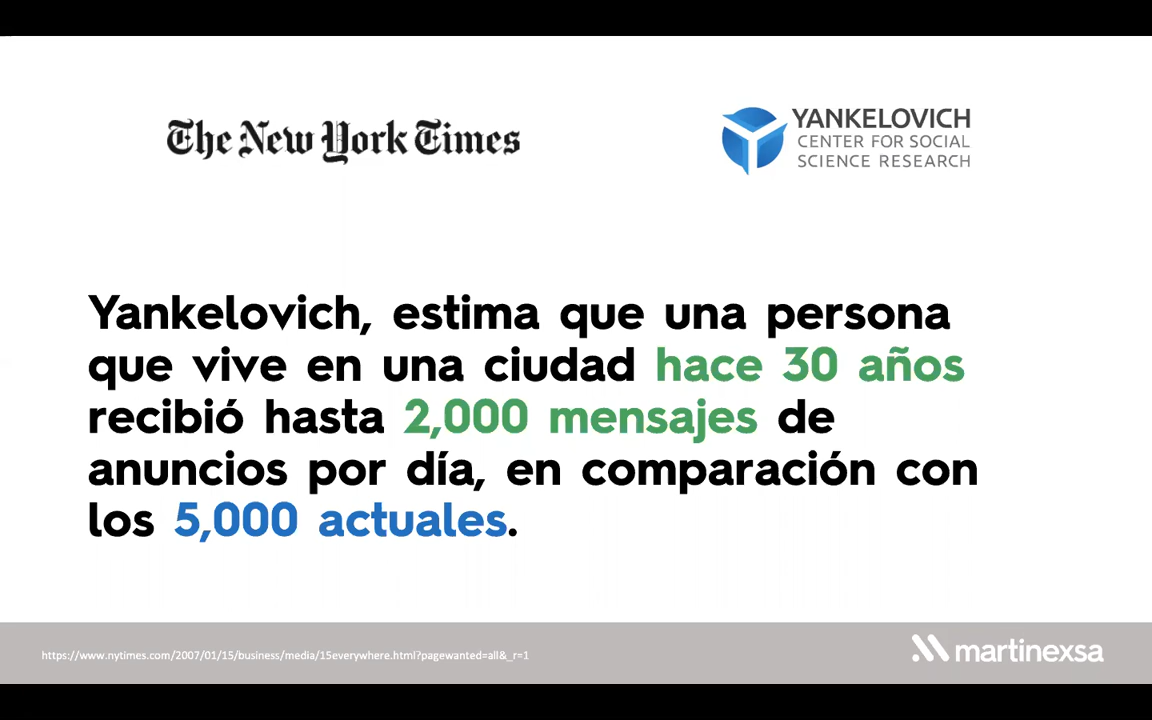 The New York Times
YANKELOVICH
CENTER FOR SOCIAL
SCIENCE RESEARCH
Yankelovich, estima que una persona
que vive en una ciudad hace 30 años
recibió hasta 2,000 mensajes de
anuncios por día, en comparación con
los 5,000 actuales.
https://www.nytimes.com/2007/01/15/business/media/15everywhere.html?pagewanted=all&_r=1
martinexsa